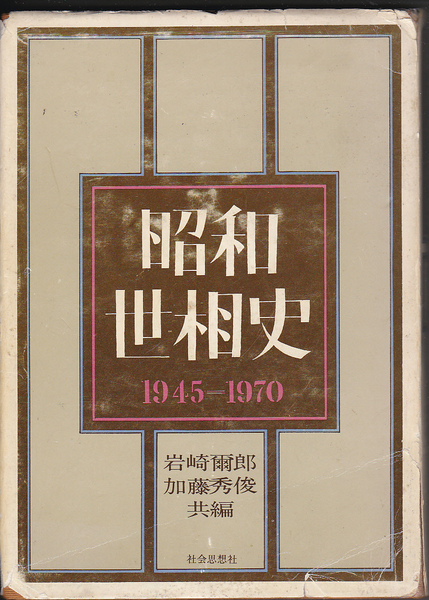 昭和
世相史
1945-1970
岩崎爾郎
加藤秀俊
共編
社会思想社